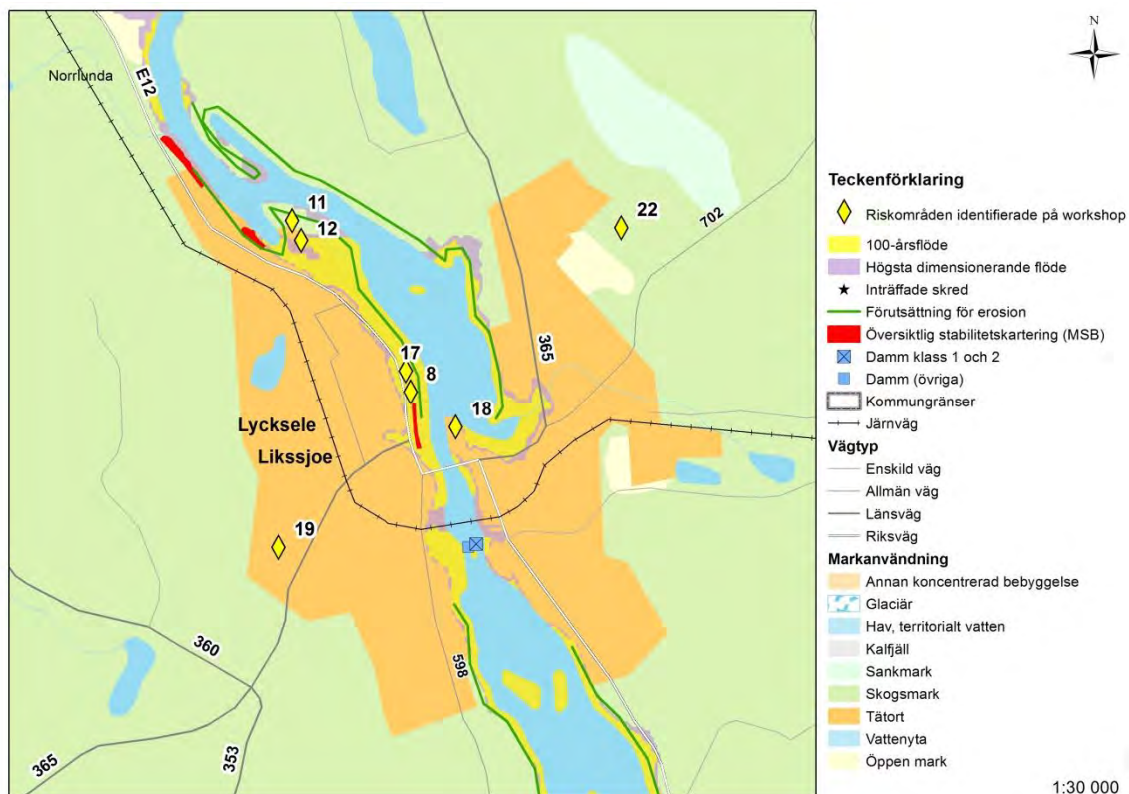 N
Norrlunda
E12
11
12
22
702
17
8
365
18
Lycksele
Likssjoe
19
360
598
353
365
Teckenförklaring
Riskområden identifierade på workshop
100-årsflöde
Högsta dimensionerande flöde
Inträffade skred
Förutsättning för erosion
Översiktlig stabilitetskartering (MSB)
Damm klass 1 och 2
Damm (övriga)
Kommungränser
Järnväg
Vägtyp
Enskild väg
Allmän väg
Länsväg
Riksväg
Markanvändning
Annan koncentrerad bebyggelse
Glaciär
Hav, territorialt vatten
Kalfjäll
Sankmark
Skogsmark
Tätort
Vattenyta
Öppen mark
1:30 000